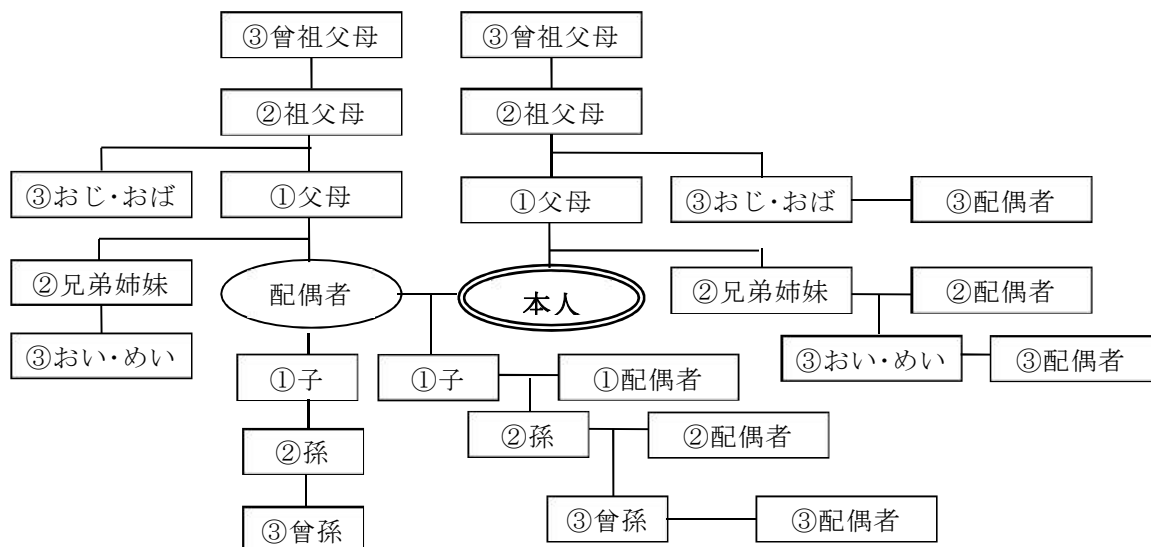 ③曾祖父母 ③曾祖父母
②祖父母 ②祖父母
③おじ・おば ①父母 ①父母 ③おじ・おば ③配偶者
②兄弟姉妹 配偶者 本人 ②兄弟姉妹 ②配偶者
③おい・めい ③おい・めい ③配偶者
①子 ①子 ①配偶者
②孫 ②孫 ②配偶者
③曾孫 ③曾孫 ③配偶者